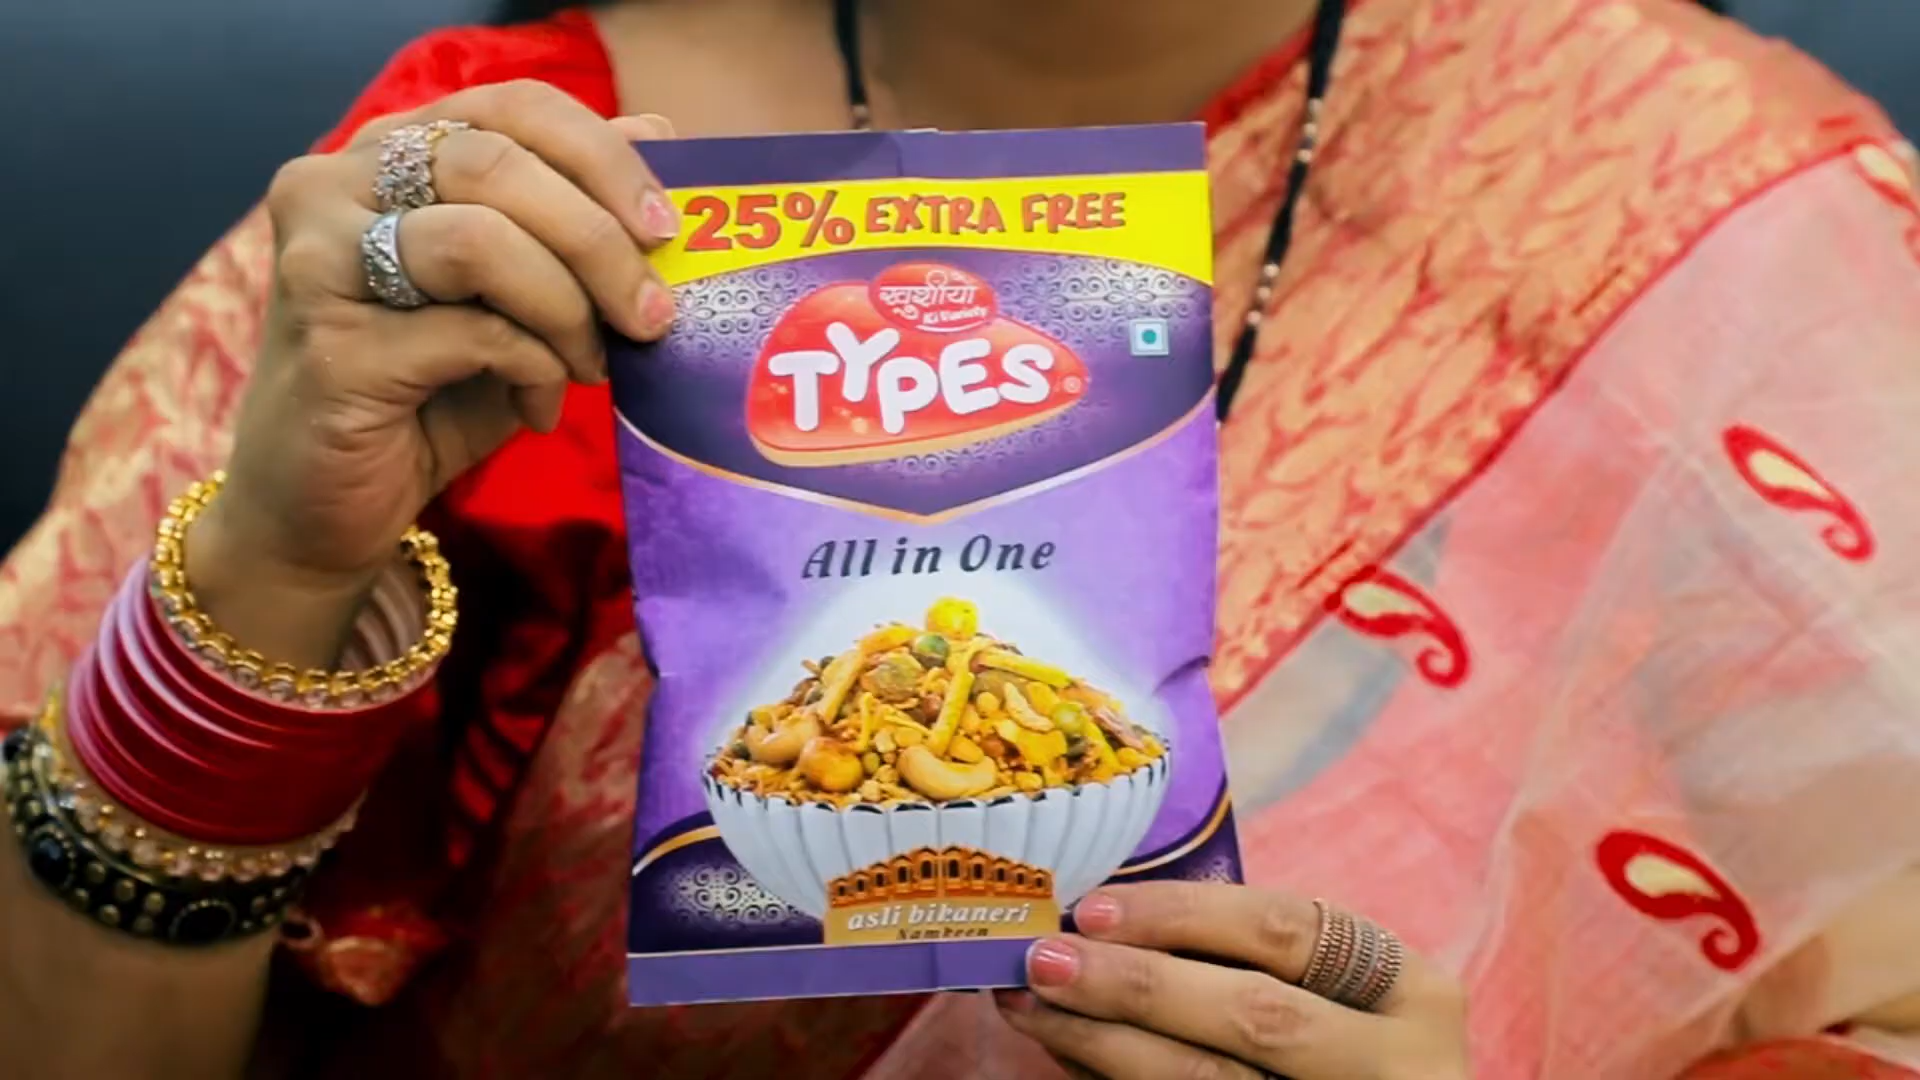 25% EXTRA FREE
खुशीयो
Ki Variety
TYPES
All in One
asli bikaneri
Namkeen